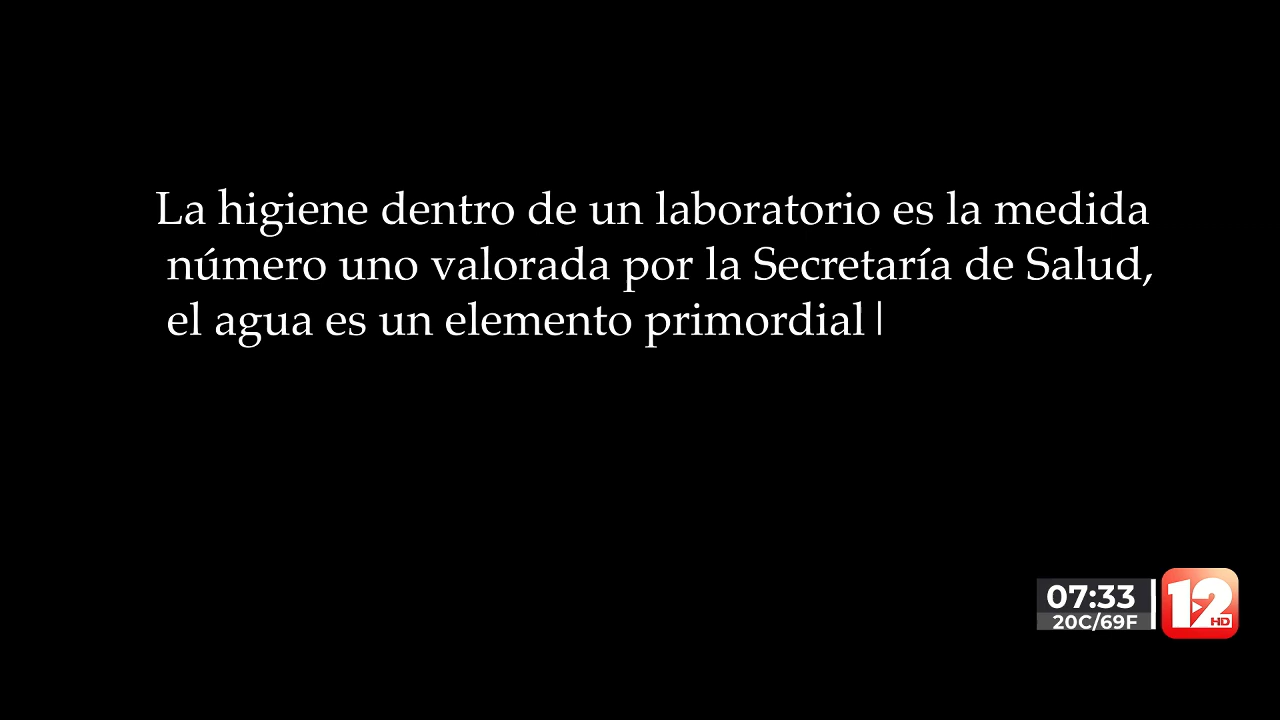 La higiene dentro de un laboratorio es la medida
número uno valorada por la Secretaría de Salud,
el agua es un elemento primordial|
07:33
20C/69F
12
HD